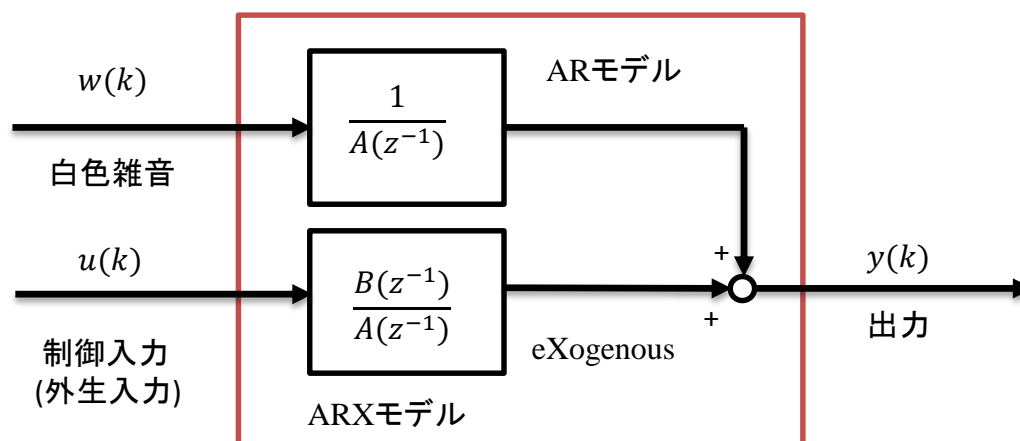 ARモデル
w(k)
1
A(z⁻¹)
白色雑音
u(k)
B(z⁻¹)
A(z⁻¹)
+
+
y(k)
制御入力
(外生入力)
eXogenous
出力
ARXモデル